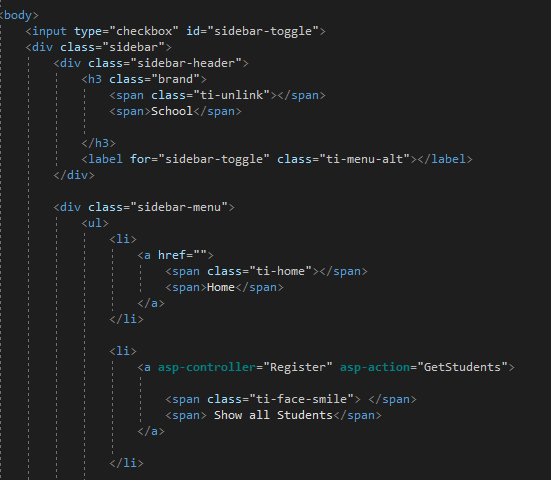 <body>
<input type="checkbox" id="sidebar-toggle">
<div class="sidebar">
<div class="sidebar-header">
<h3 class="brand">
<span class="ti-unlink"></span>
<span>School</span>
</h3>
<label for="sidebar-toggle" class="ti-menu-alt"></label>
</div>
<div class="sidebar-menu">
<ul>
<li>
<a href="">
<span class="ti-home"></span>
<span>Home</span>
</a>
</li>
<li>
<a asp-controller="Register" asp-action="GetStudents">
<span class="ti-face-smile"> </span>
<span> Show all Students</span>
</a>
</li>